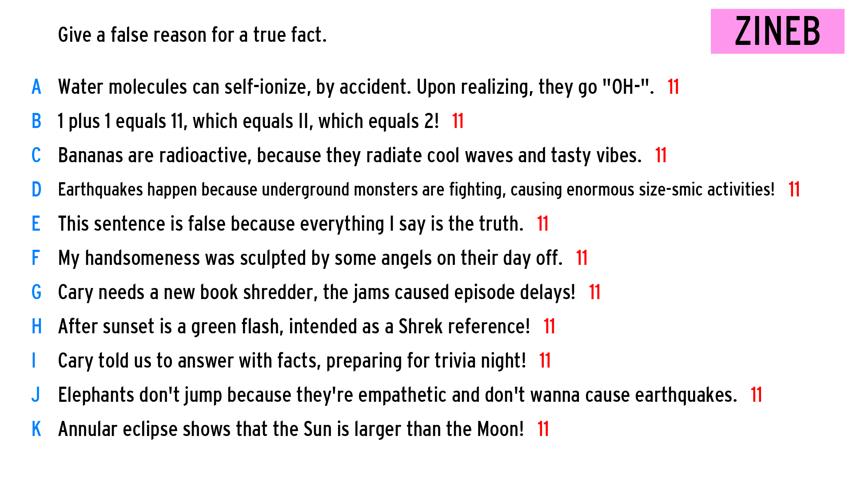 Give a false reason for a true fact.
ZINEB
A Water molecules can self-ionize, by accident. Upon realizing, they go "OH-". 11
B 1 plus 1 equals 11, which equals II, which equals 2! 11
C Bananas are radioactive, because they radiate cool waves and tasty vibes. 11
D Earthquakes happen because underground monsters are fighting, causing enormous size-smic activities! 11
E This sentence is false because everything I say is the truth. 11
F My handsomeness was sculpted by some angels on their day off. 11
G Cary needs a new book shredder, the jams caused episode delays! 11
H After sunset is a green flash, intended as a Shrek reference! 11
I Cary told us to answer with facts, preparing for trivia night! 11
J Elephants don't jump because they're empathetic and don't wanna cause earthquakes. 11
K Annular eclipse shows that the Sun is larger than the Moon! 11